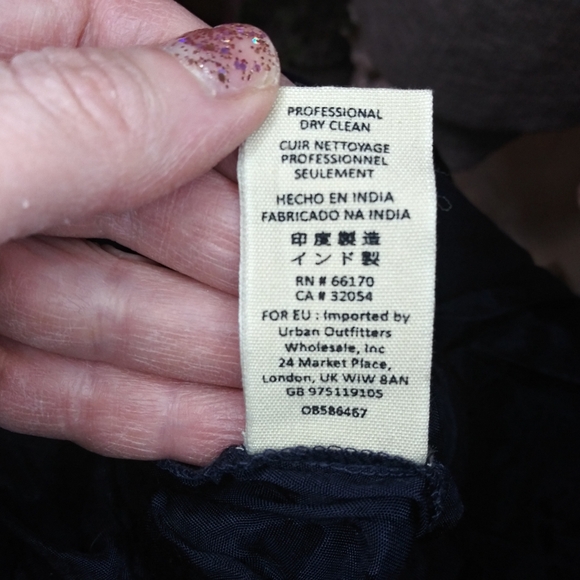 PROFESSIONAL
DRY CLEAN
CUIR NETTOYAGE
PROFESSIONNEL
SEULEMENT
HECHO EN INDIA
FABRICADO NA INDIA
印度製造
インド製
RN # 66170
CA # 32054
FOR EU : Imported by
Urban Outfitters
Wholesale, Inc
24 Market Place,
London, UK WIW 8AN
GB 975119105
OB586467